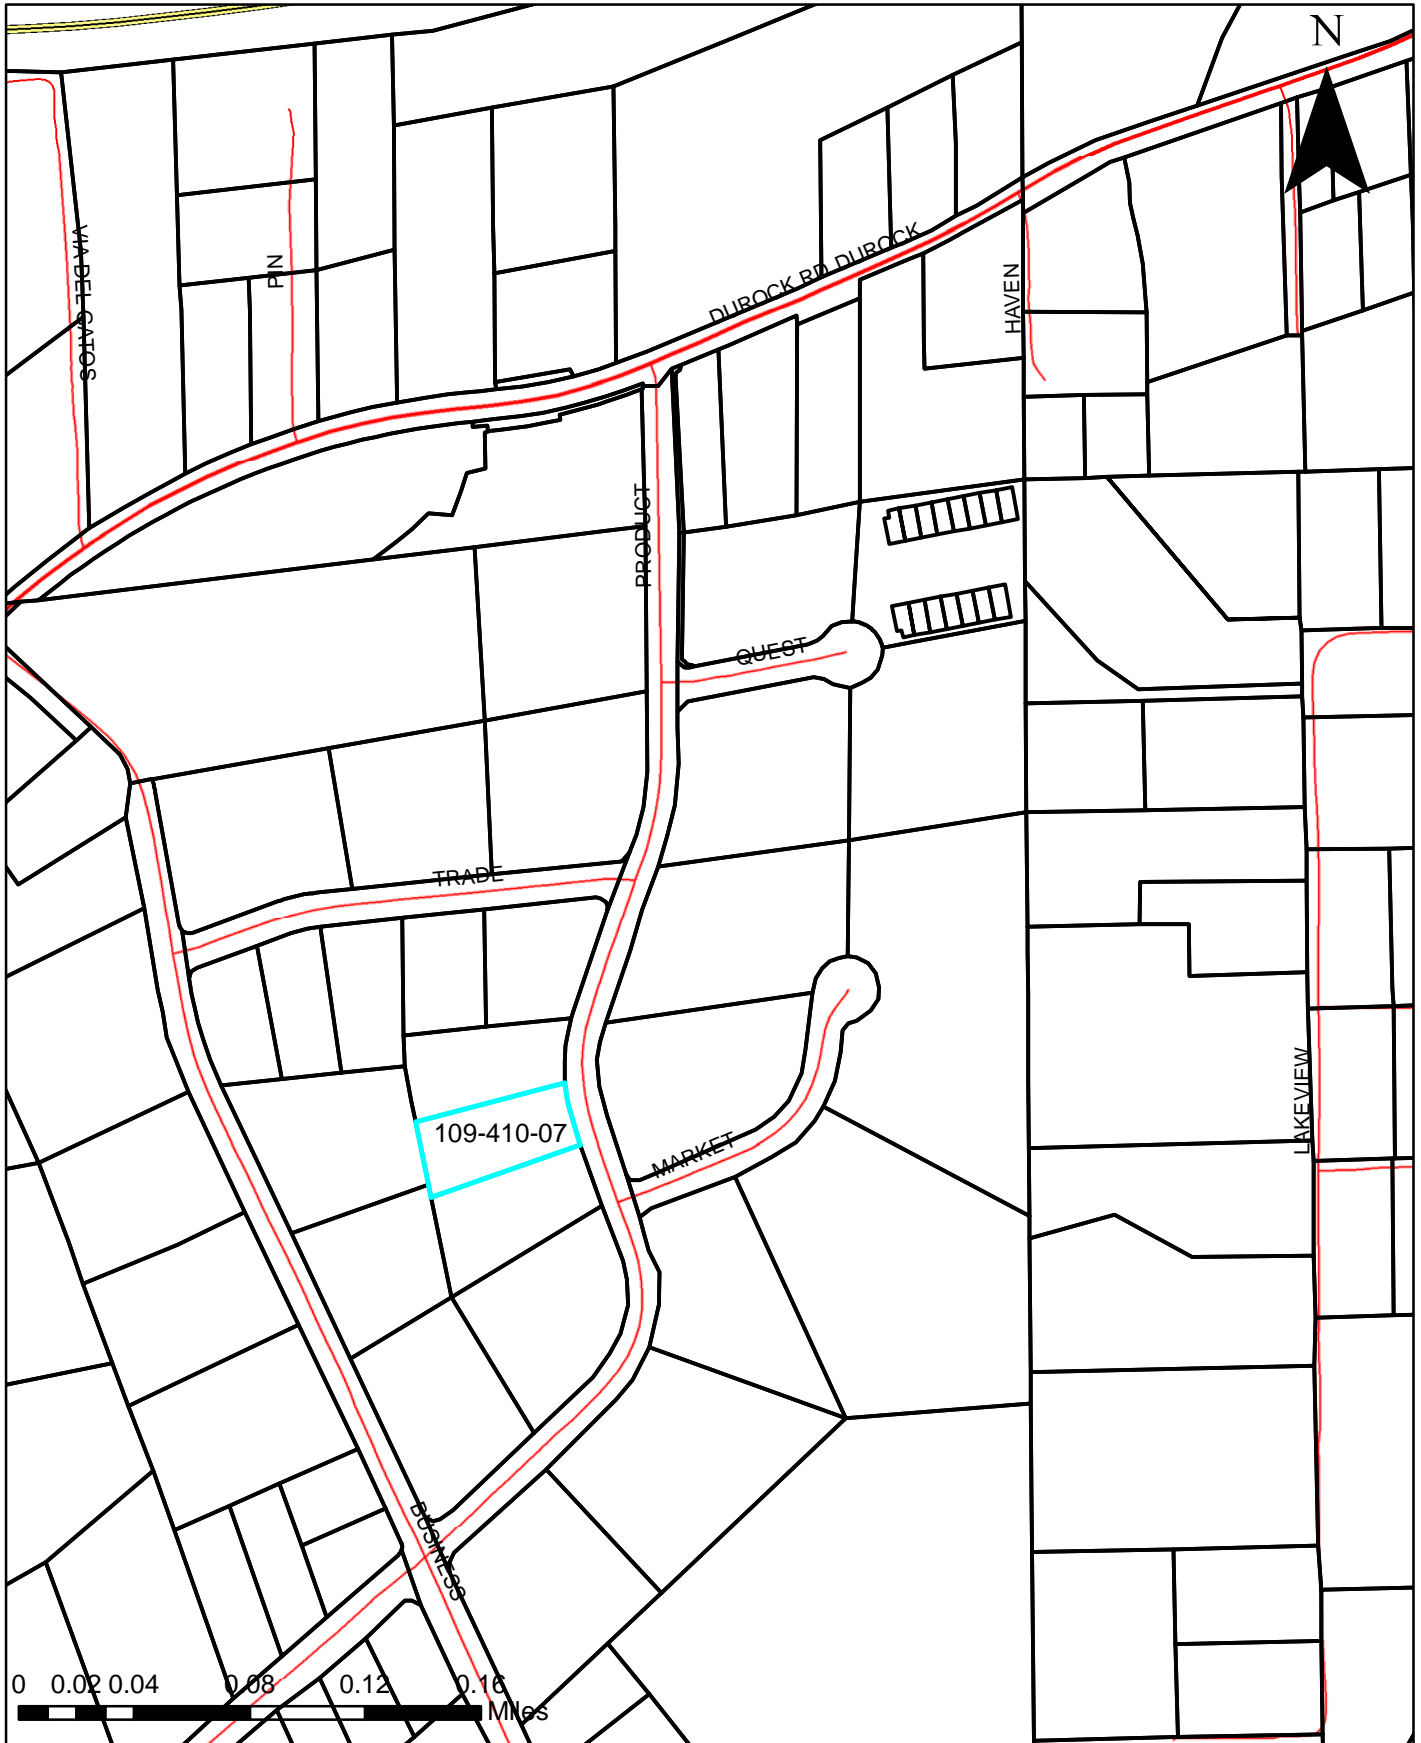 N
VIA DEL GATOS
PIN
DUROCK RD DUROCK
HAVEN
PRODUCT
QUEST
TRADE
109-410-07
MARKET
LAKEVIEW
BUSINESS
0 0.02 0.04 0.08 0.12 0.16
Miles